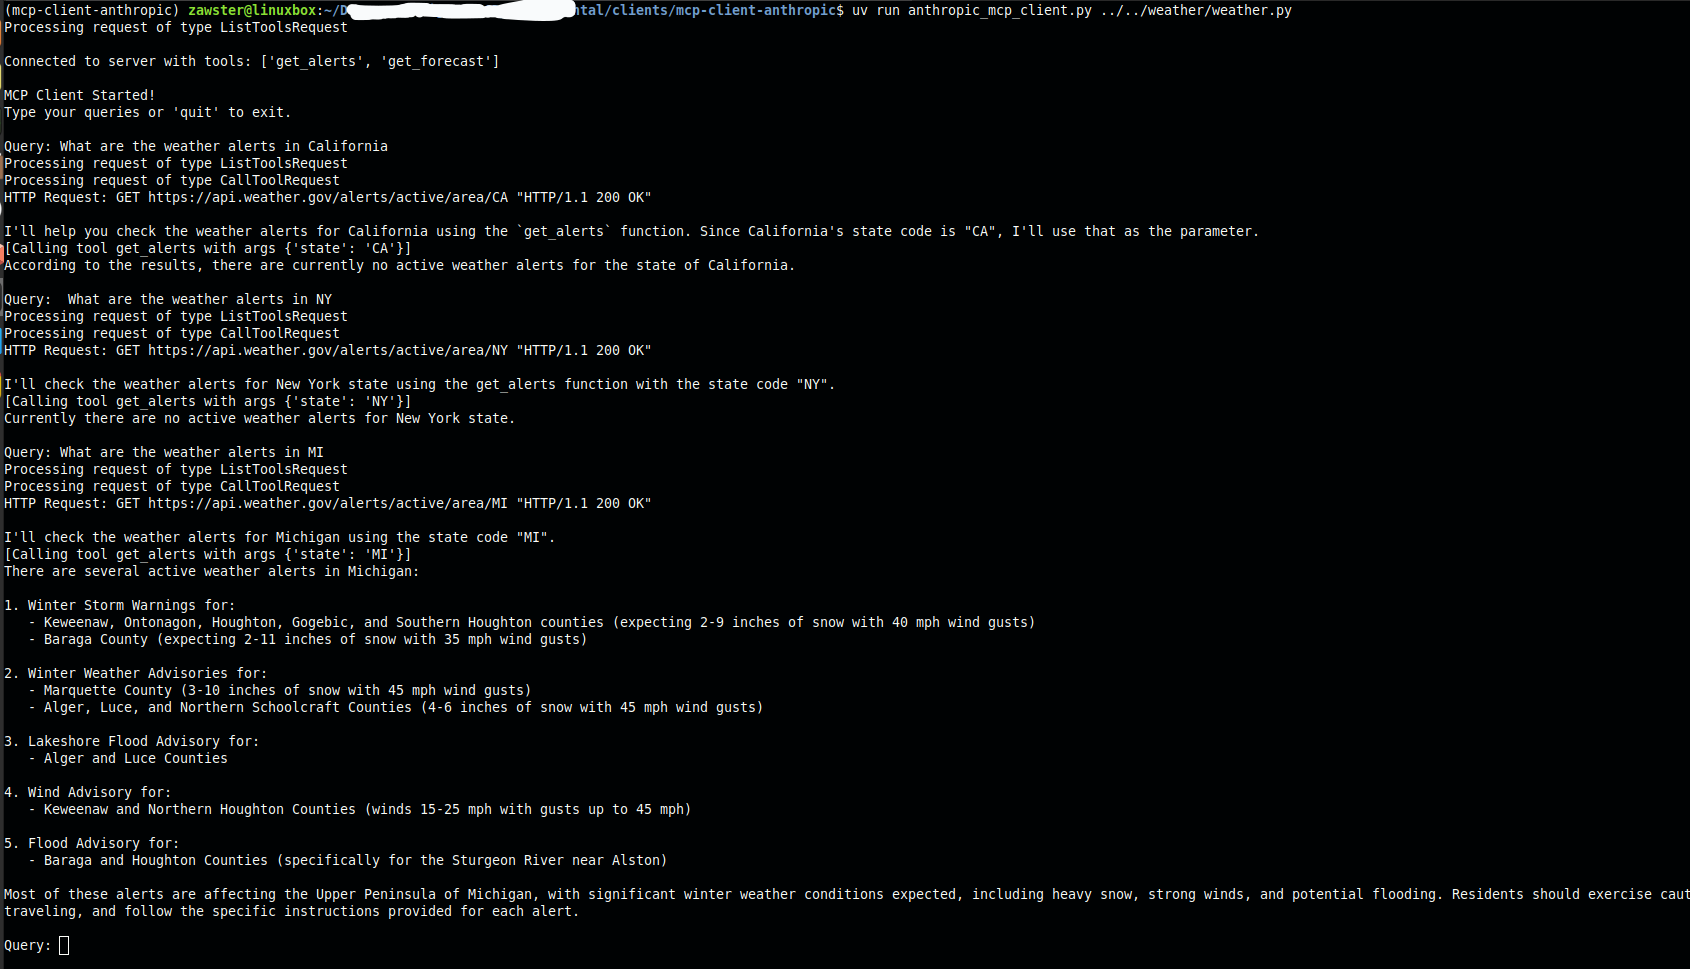 (mcp-client-anthropic) zawster@linuxbox:~/D ntal/clients/mcp-client-anthropic$ uv run anthropic_mcp_client.py ../../weather/weather.py
Processing request of type ListToolsRequest
Connected to server with tools: ['get_alerts', 'get_forecast']
MCP Client Started!
Type your queries or 'quit' to exit.
Query: What are the weather alerts in California
Processing request of type ListToolsRequest
Processing request of type CallToolRequest
HTTP Request: GET https://api.weather.gov/alerts/active/area/CA "HTTP/1.1 200 OK"
I'll help you check the weather alerts for California using the `get_alerts` function. Since California's state code is "CA", I'll use that as the parameter.
[Calling tool get_alerts with args {'state': 'CA'}]
According to the results, there are currently no active weather alerts for the state of California.
Query:  What are the weather alerts in NY
Processing request of type ListToolsRequest
Processing request of type CallToolRequest
HTTP Request: GET https://api.weather.gov/alerts/active/area/NY "HTTP/1.1 200 OK"
I'll check the weather alerts for New York state using the get_alerts function with the state code "NY".
[Calling tool get_alerts with args {'state': 'NY'}]
Currently there are no active weather alerts for New York state.
Query: What are the weather alerts in MI
Processing request of type ListToolsRequest
Processing request of type CallToolRequest
HTTP Request: GET https://api.weather.gov/alerts/active/area/MI "HTTP/1.1 200 OK"
I'll check the weather alerts for Michigan using the state code "MI".
[Calling tool get_alerts with args {'state': 'MI'}]
There are several active weather alerts in Michigan:
1. Winter Storm Warnings for:
- Keweenaw, Ontonagon, Houghton, Gogebic, and Southern Houghton counties (expecting 2-9 inches of snow with 40 mph wind gusts)
- Baraga County (expecting 2-11 inches of snow with 35 mph wind gusts)
2. Winter Weather Advisories for:
- Marquette County (3-10 inches of snow with 45 mph wind gusts)
- Alger, Luce, and Northern Schoolcraft Counties (4-6 inches of snow with 45 mph wind gusts)
3. Lakeshore Flood Advisory for:
- Alger and Luce Counties
4. Wind Advisory for:
- Keweenaw and Northern Houghton Counties (winds 15-25 mph with gusts up to 45 mph)
5. Flood Advisory for:
- Baraga and Houghton Counties (specifically for the Sturgeon River near Alston)
Most of these alerts are affecting the Upper Peninsula of Michigan, with significant winter weather conditions expected, including heavy snow, strong winds, and potential flooding. Residents should exercise caut
traveling, and follow the specific instructions provided for each alert.
Query: